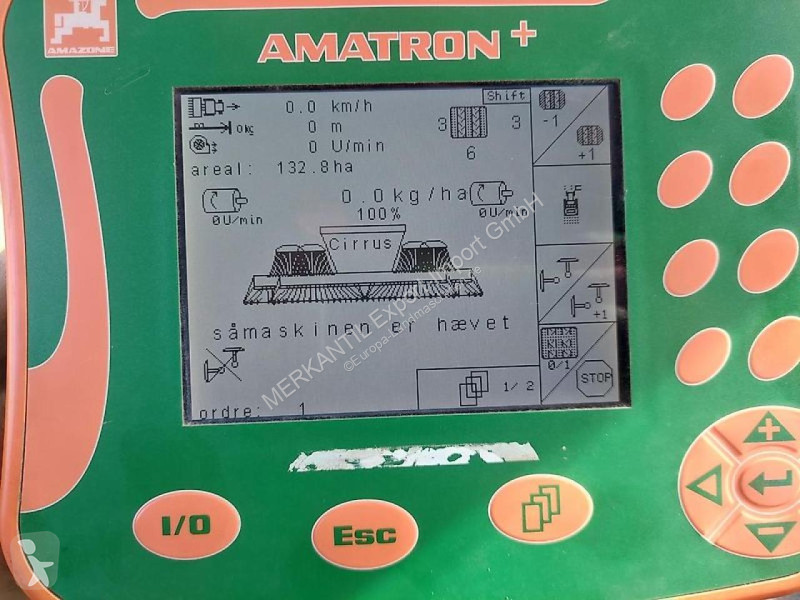 AMAZONE
AMATRON +
Shift
0.0 km/h
0kg 0 m
0 U/min
3 3
6
-1
+1
areal: 132.8ha
0.0kg/ha
0U/min 100% 0U/min
Cirrus
+1
såmaskinen er hævet
0/1
STOP
1/ 2
ordre: 1
I/O
Esc
MERKANTIL Export-Import GmbH